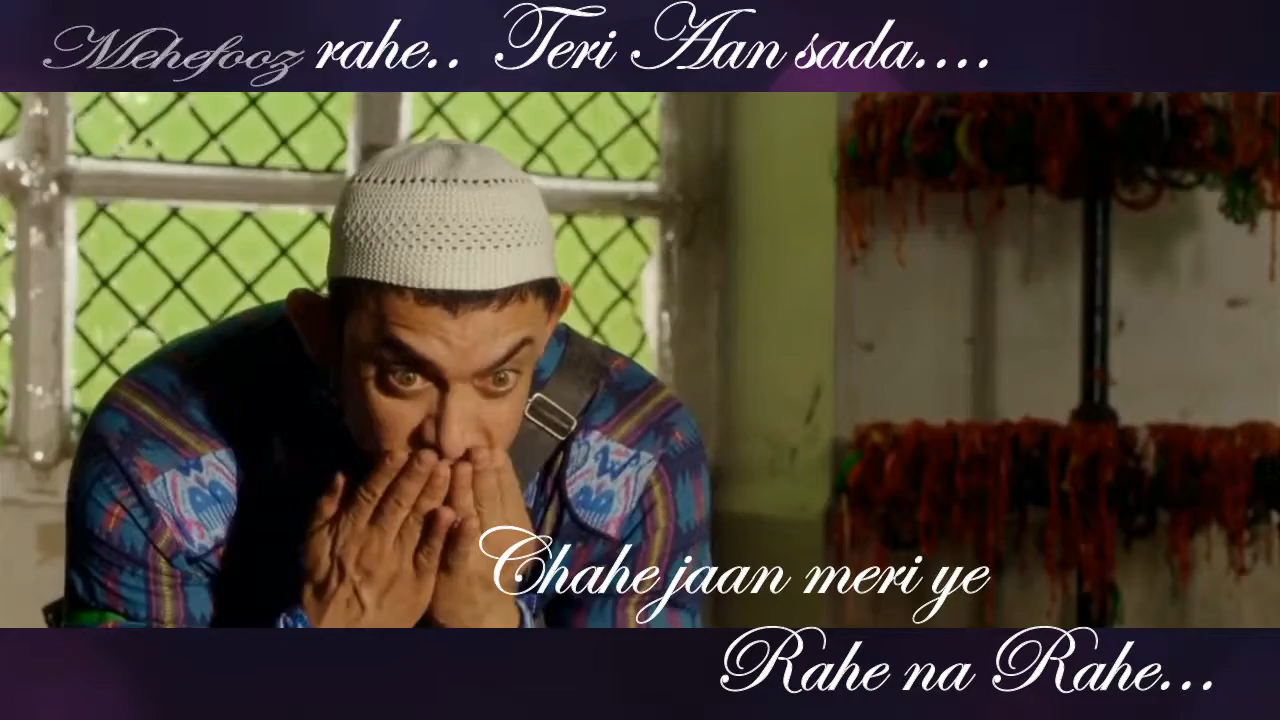 Mehefooz rahe.. Teri Aan sada....
Chahe jaan meri ye
Rahe na Rahe...